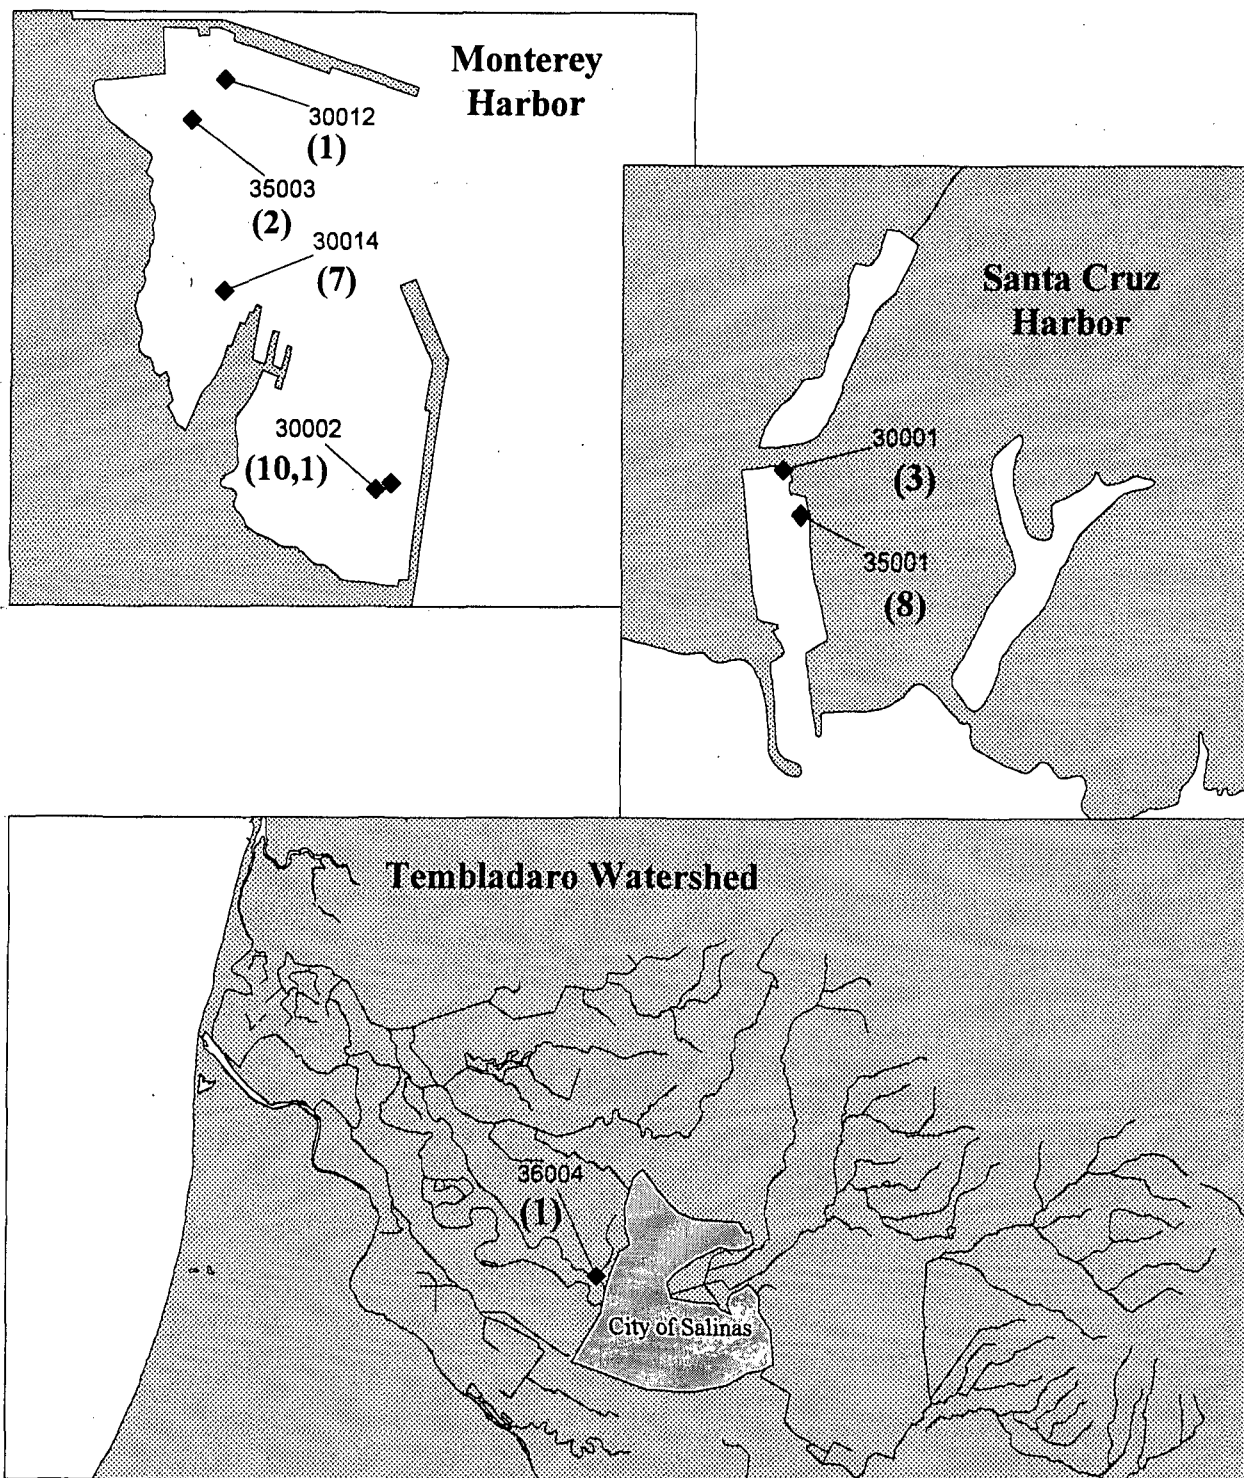 Monterey
Harbor
30012
(1)
35003
(2)
30014
(7)
30002
(10,1)
Santa Cruz
Harbor
30001
(3)
35001
(8)
Tembladaro Watershed
36004
(1)
City of Salinas